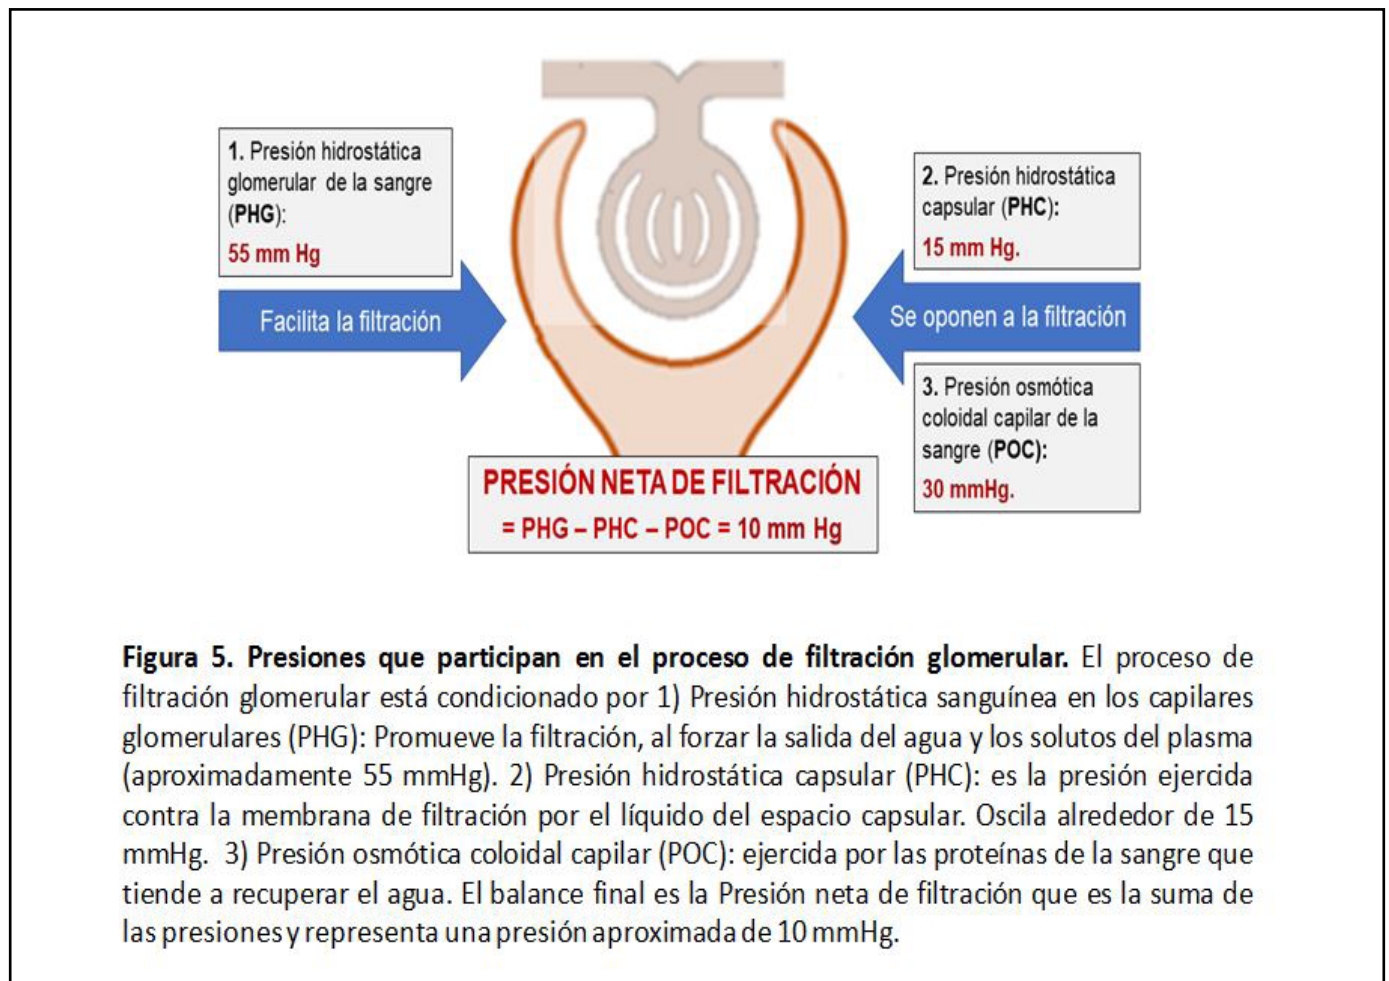 1. Presión hidrostática
glomerular de la sangre
(PHG):
55 mm Hg
Facilita la filtración
2. Presión hidrostática
capsular (PHC):
15 mm Hg.
Se oponen a la filtración
3. Presión osmótica
coloidal capilar de la
sangre (POC):
30 mmHg.
PRESIÓN NETA DE FILTRACIÓN
= PHG – PHC – POC = 10 mm Hg
Figura 5. Presiones que participan en el proceso de filtración glomerular. El proceso de
filtración glomerular está condicionado por 1) Presión hidrostática sanguínea en los capilares
glomerulares (PHG): Promueve la filtración, al forzar la salida del agua y los solutos del plasma
(aproximadamente 55 mmHg). 2) Presión hidrostática capsular (PHC): es la presión ejercida
contra la membrana de filtración por el líquido del espacio capsular. Oscila alrededor de 15
mmHg. 3) Presión osmótica coloidal capilar (POC): ejercida por las proteínas de la sangre que
tiende a recuperar el agua. El balance final es la Presión neta de filtración que es la suma de
las presiones y representa una presión aproximada de 10 mmHg.